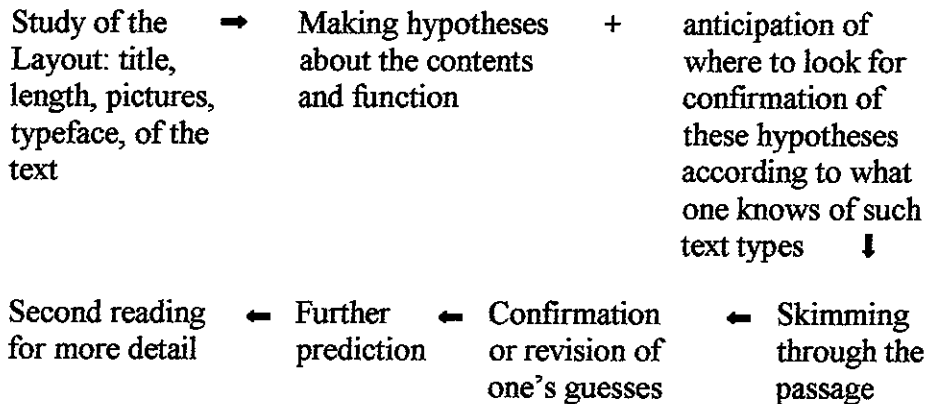 Study of the ➡ Making hypotheses + anticipation of
Layout: title, about the contents where to look for
length, pictures, and function confirmation of
typeface, of the these hypotheses
text according to what
one knows of such
text types ⬇
Second reading ⬅ Further ⬅ Confirmation ⬅ Skimming
for more detail prediction or revision of through the
one's guesses passage